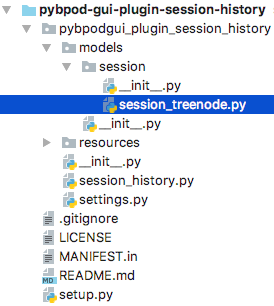 pybpod-gui-plugin-session-history
pybpodgui_plugin_session_history
models
session
__init__.py
session_treenode.py
__init__.py
resources
__init__.py
session_history.py
settings.py
.gitignore
LICENSE
MANIFEST.in
MD README.md
setup.py